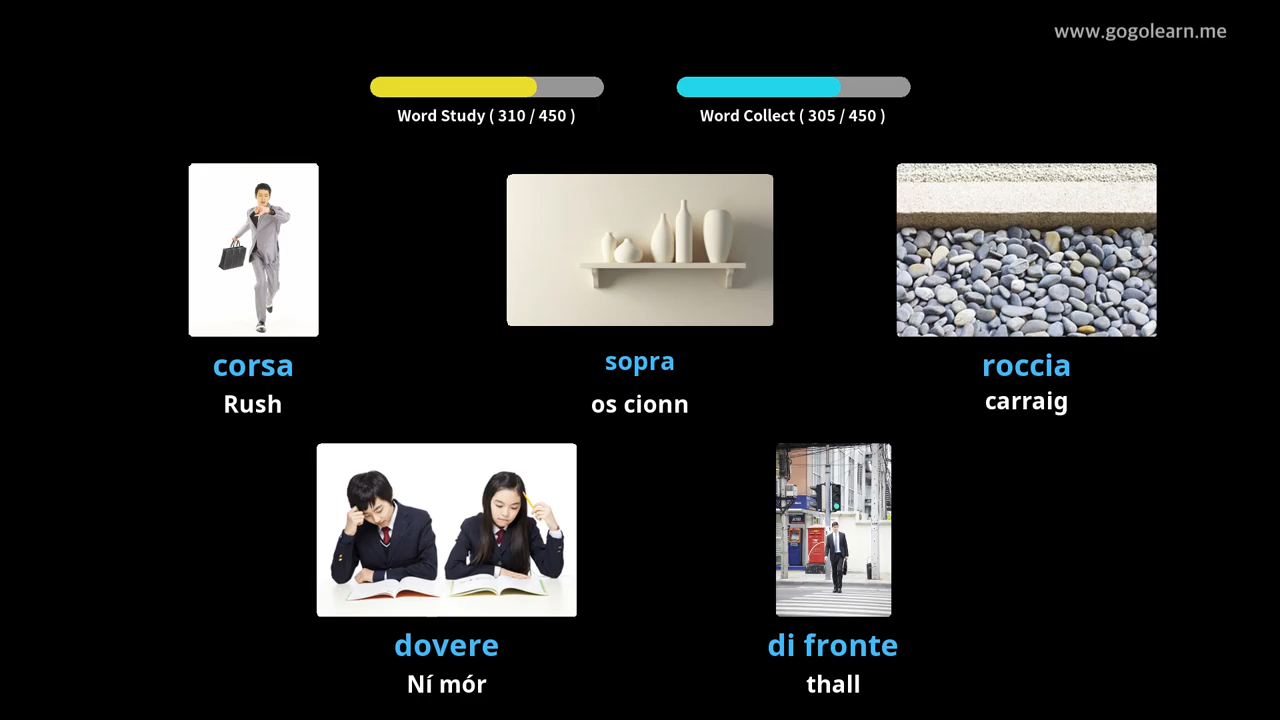 www.gogolearn.me
Word Study ( 310 / 450 )
Word Collect ( 305 / 450 )
corsa
Rush
sopra
os cionn
roccia
carraig
dovere
Ní mór
di fronte
thall